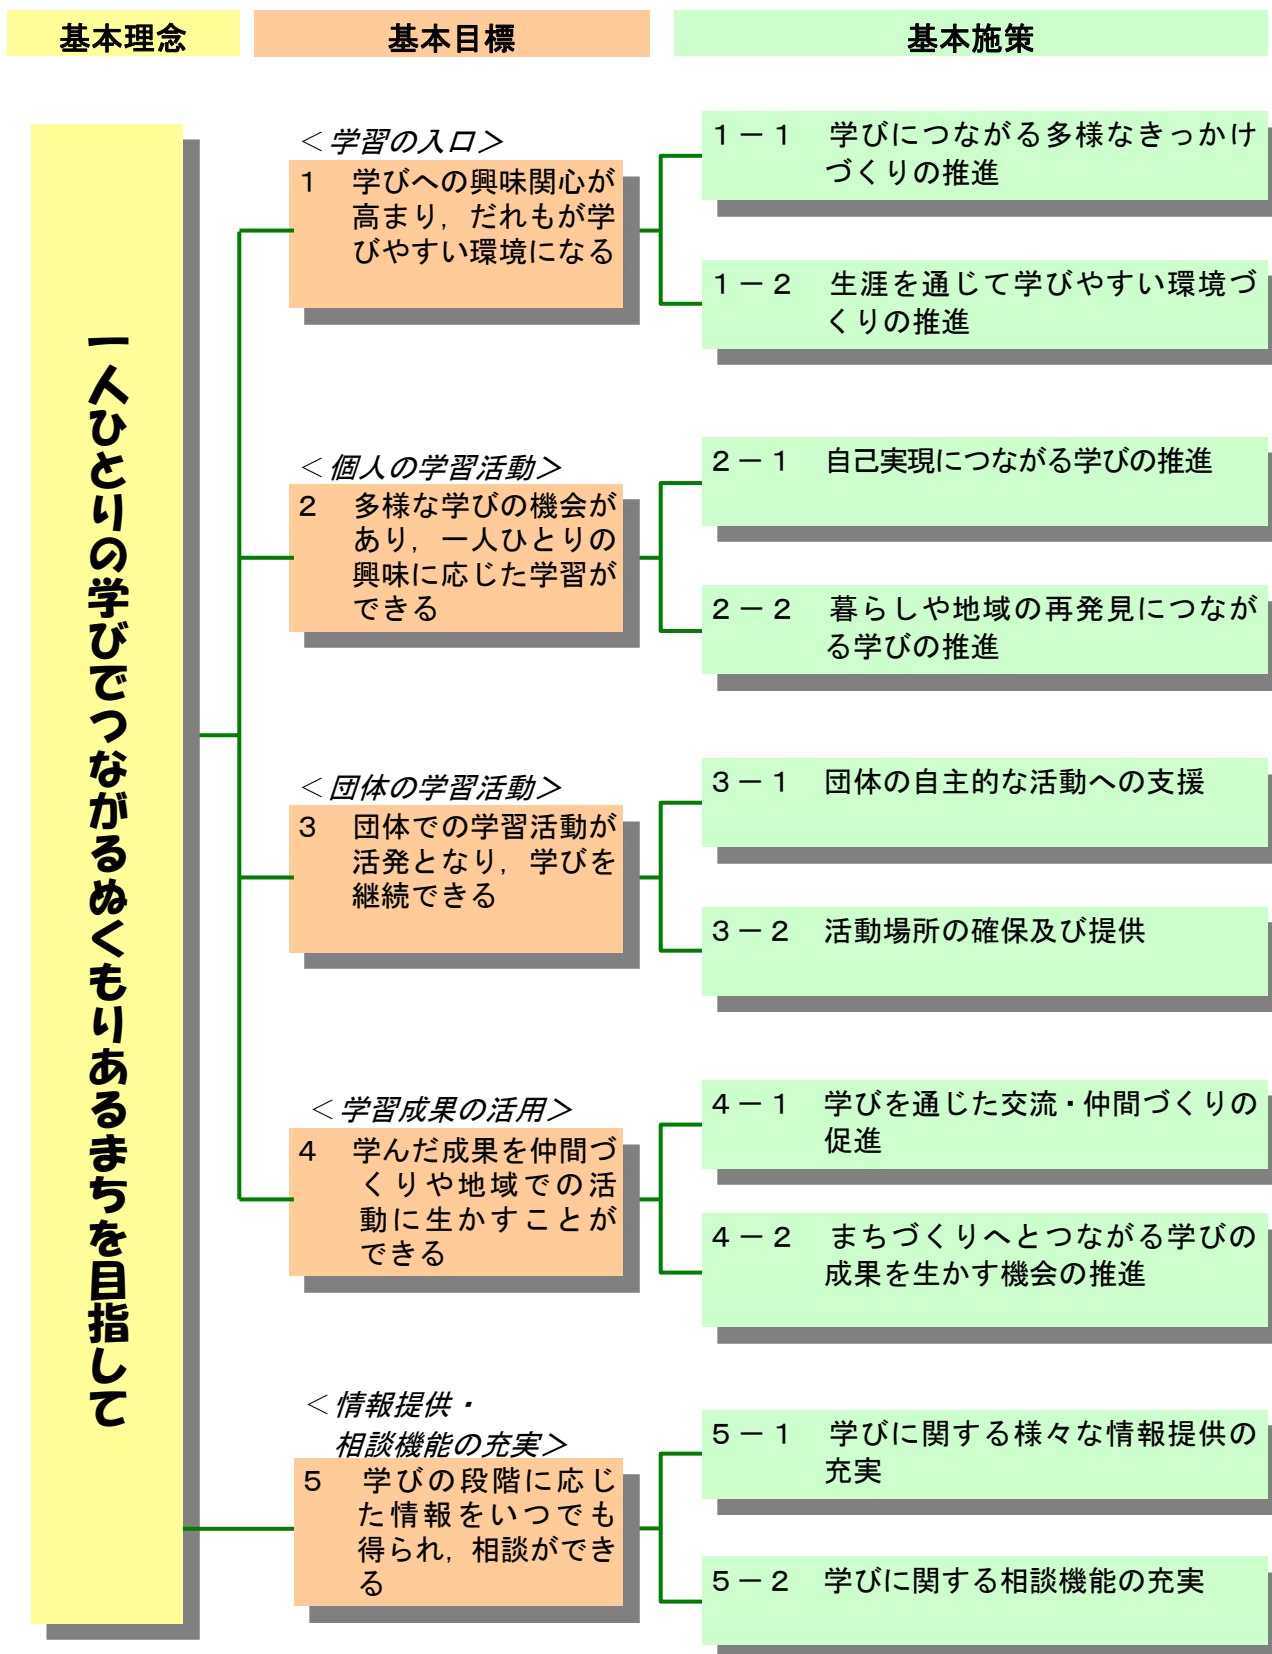 基本理念
基本目標
基本施策
一人ひとりの学びでつながるぬくもりあるまちを目指して
＜学習の入口＞
１　学びへの興味関心が
高まり，だれもが学
びやすい環境になる
１－１　学びにつながる多様なきっかけ
づくりの推進
１－２　生涯を通じて学びやすい環境づ
くりの推進
＜個人の学習活動＞
２　多様な学びの機会が
あり，一人ひとりの
興味に応じた学習が
できる
２－１　自己実現につながる学びの推進
２－２　暮らしや地域の再発見につなが
る学びの推進
＜団体の学習活動＞
３　団体での学習活動が
活発となり，学びを
継続できる
３－１　団体の自主的な活動への支援
３－２　活動場所の確保及び提供
＜学習成果の活用＞
４　学んだ成果を仲間づ
くりや地域での活
動に生かすことが
できる
４－１　学びを通じた交流・仲間づくりの
促進
４－２　まちづくりへとつながる学びの
成果を生かす機会の推進
＜情報提供・
相談機能の充実＞
５　学びの段階に応じ
た情報をいつでも
得られ，相談ができ
る
５－１　学びに関する様々な情報提供の
充実
５－２　学びに関する相談機能の充実